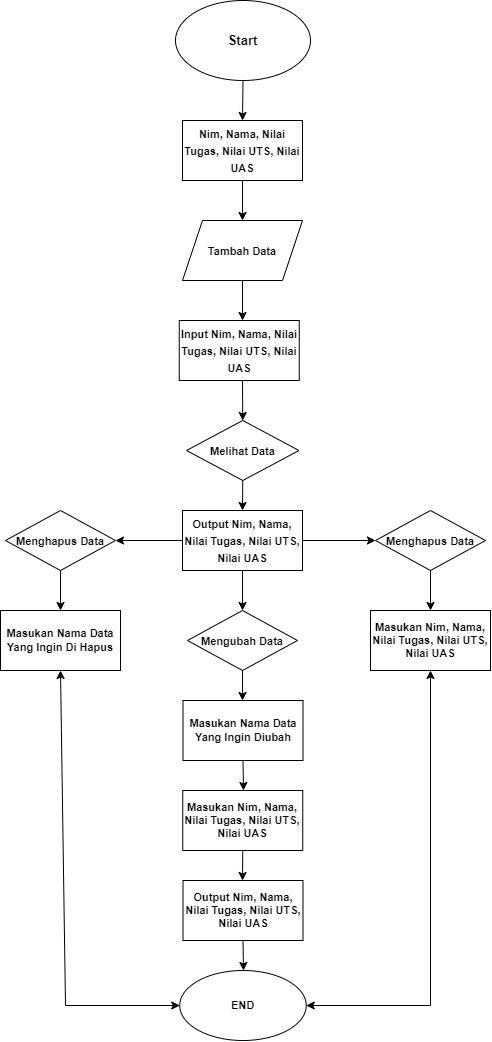 Start
Nim, Nama, Nilai
Tugas, Nilai UTS, Nilai
UAS
Tambah Data
Input Nim, Nama, Nilai
Tugas, Nilai UTS, Nilai
UAS
Melihat Data
Menghapus Data
Output Nim, Nama,
Nilai Tugas, Nilai UTS,
Nilai UAS
Menghapus Data
Masukan Nama Data
Yang Ingin Di Hapus
Mengubah Data
Masukan Nim, Nama,
Nilai Tugas, Nilai UTS,
Nilai UAS
Masukan Nama Data
Yang Ingin Diubah
Masukan Nim, Nama,
Nilai Tugas, Nilai UTS,
Nilai UAS
Output Nim, Nama,
Nilai Tugas, Nilai UTS,
Nilai UAS
END